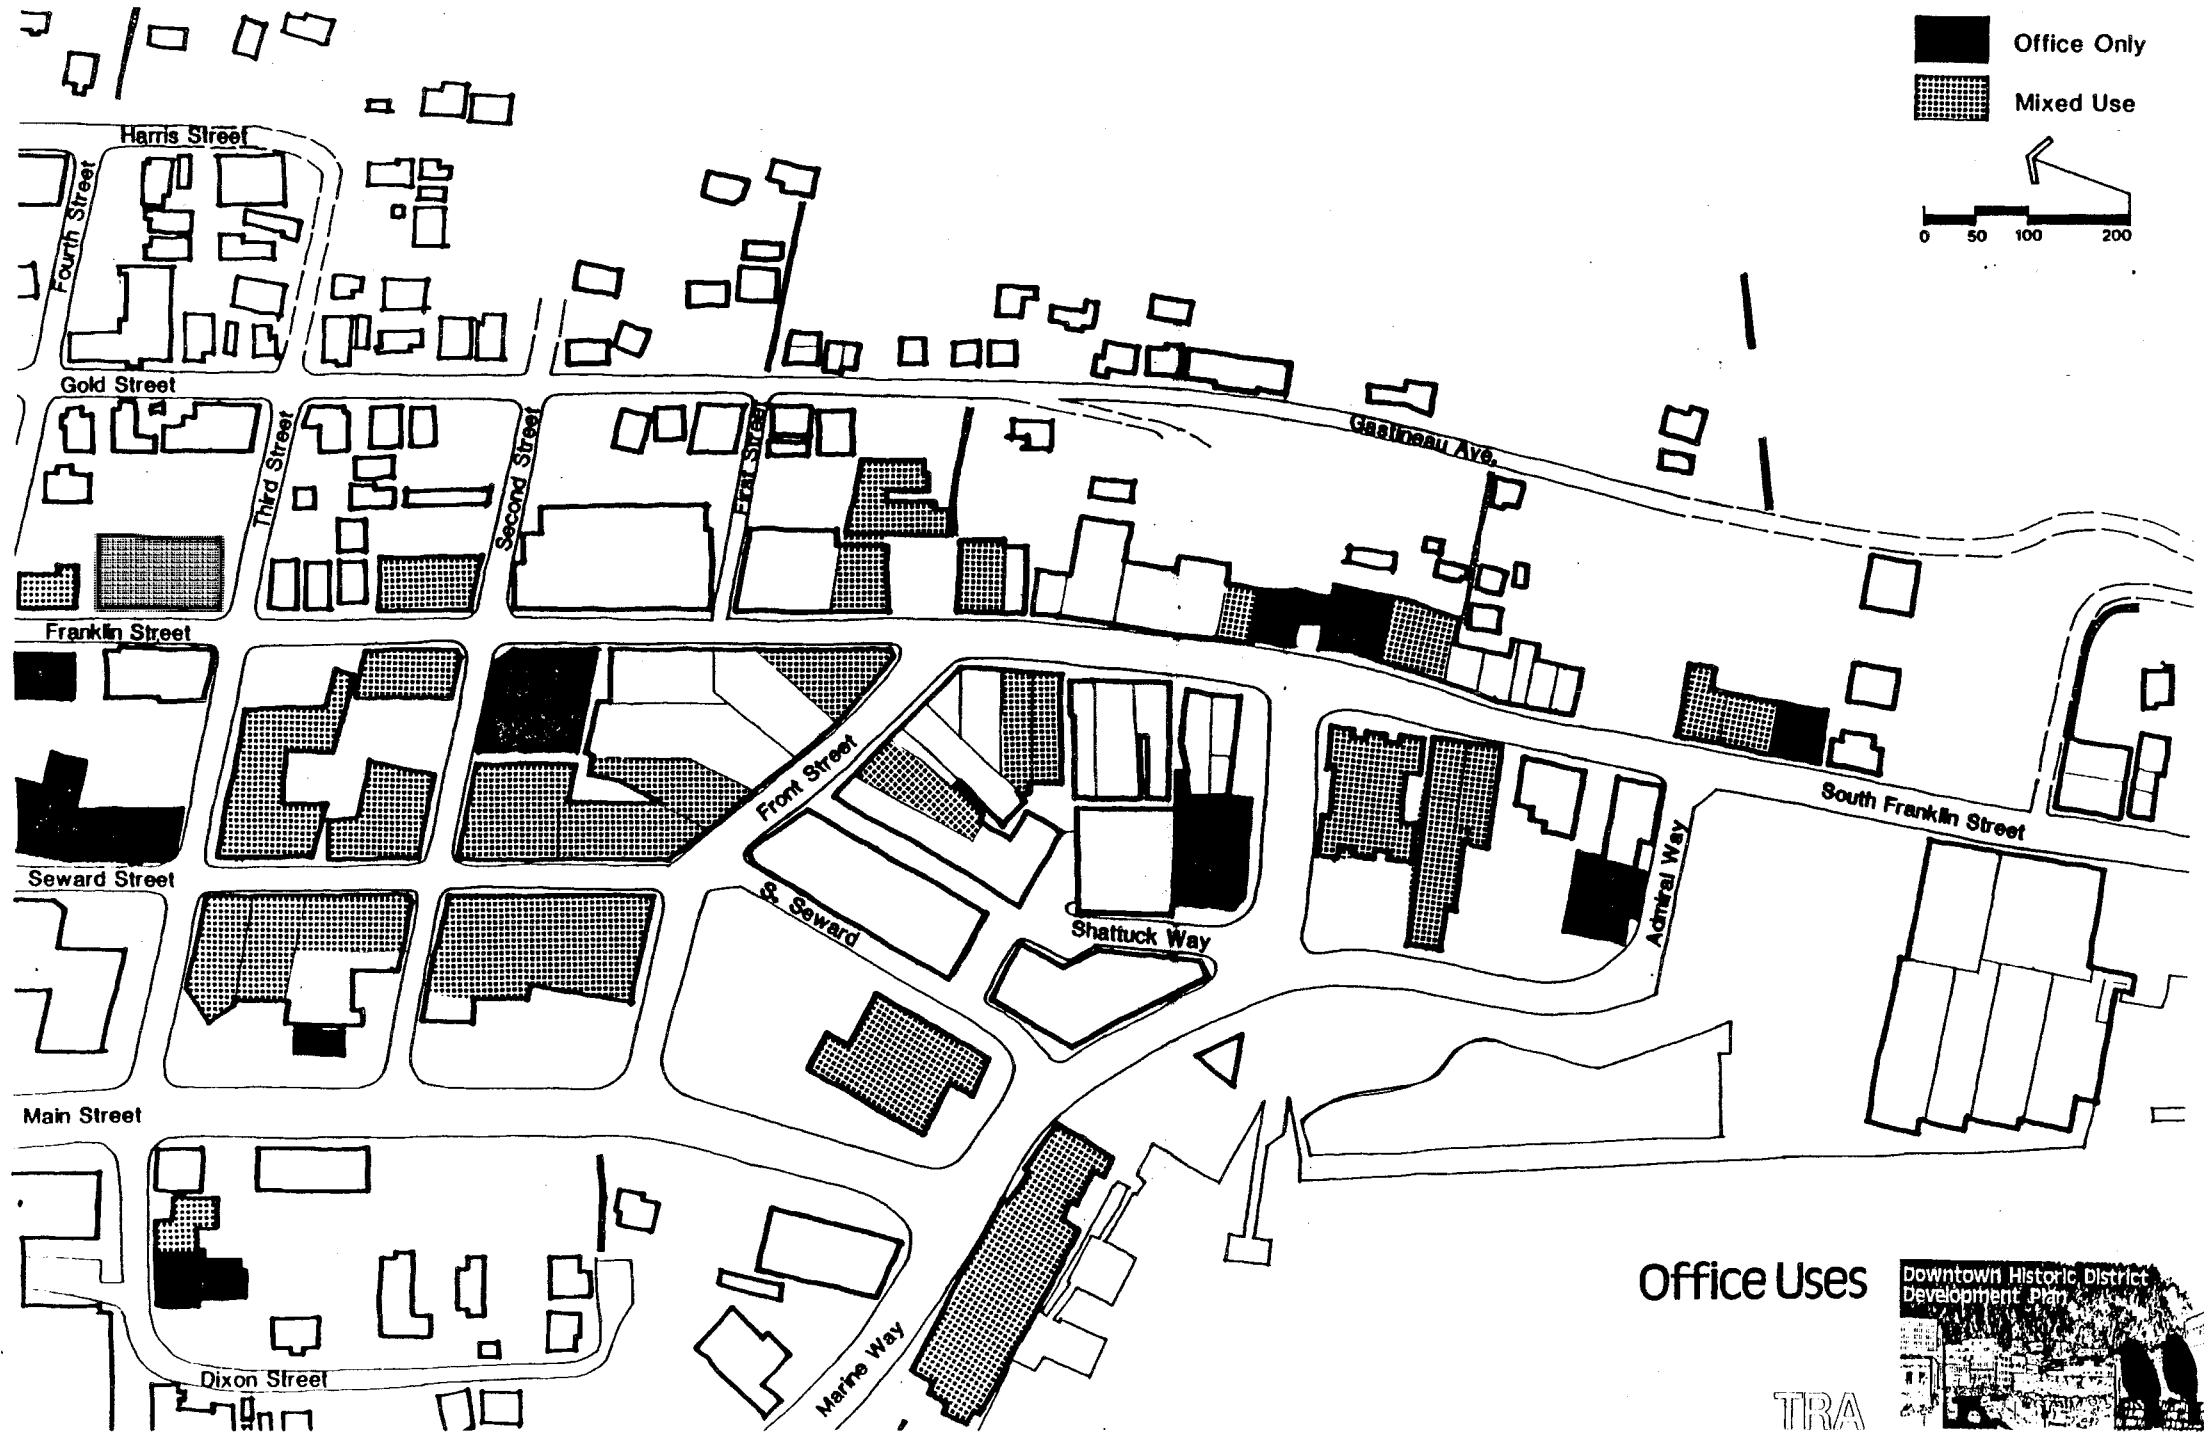 Office Only
Mixed Use
0 50 100 200
Harris Street
Fourth Street
Gold Street
Third Street
Second Street
First Street
Gastineau Ave.
Franklin Street
Front Street
South Franklin Street
Admiral Way
Seward Street
S. Seward
Shattuck Way
Main Street
Marine Way
Dixon Street
Office Uses
Downtown Historic District
Development Plan
TRA